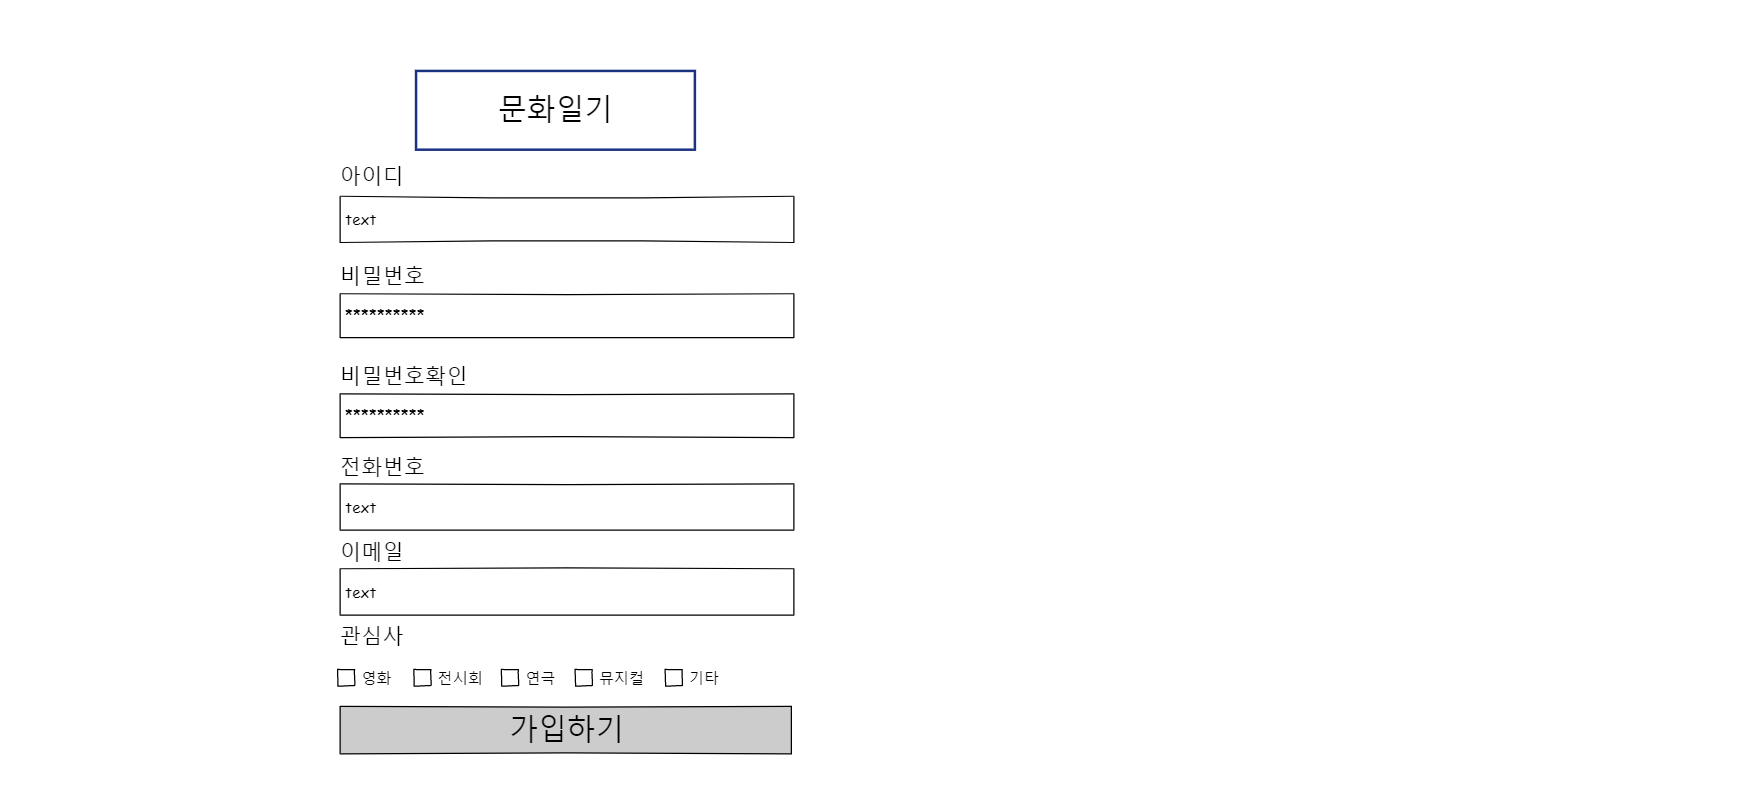 문화일기
아이디
text
비밀번호
**********
비밀번호확인
**********
전화번호
text
이메일
text
관심사
영화 전시회 연극 뮤지컬 기타
가입하기